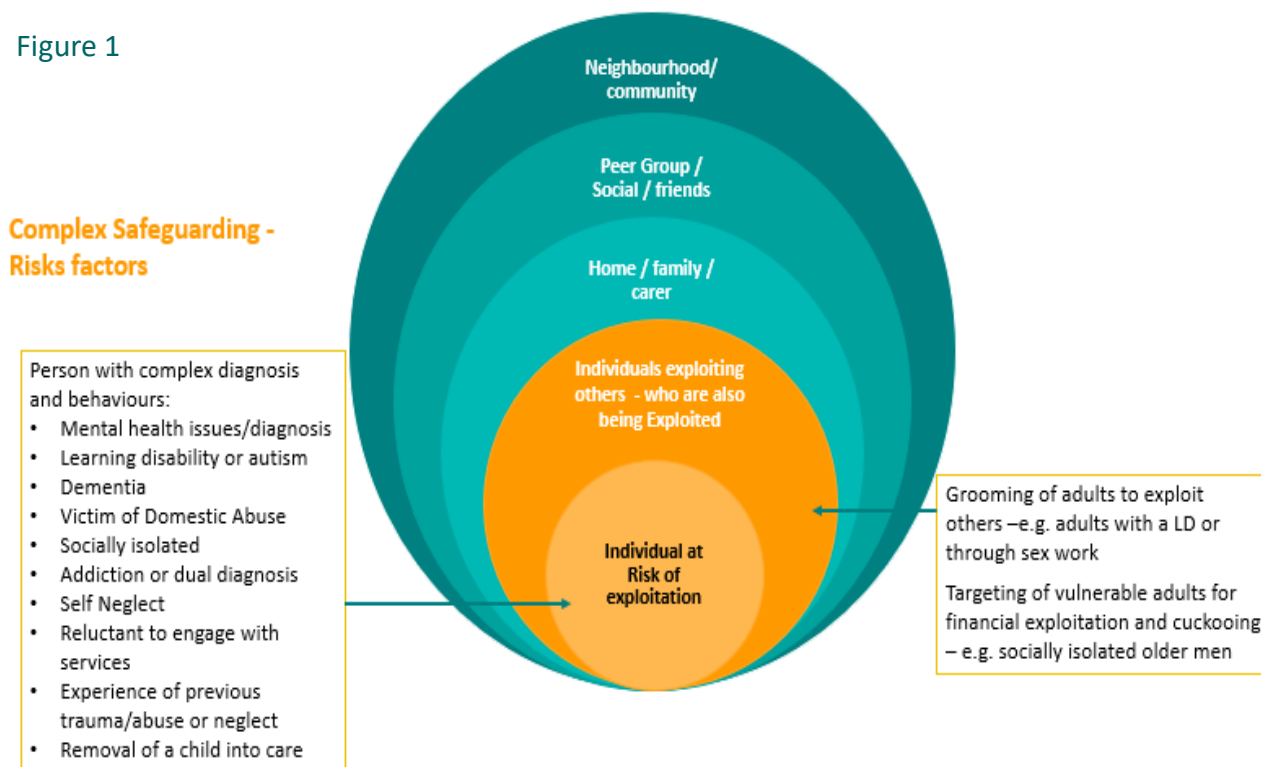 Figure 1
Neighbourhood/
community
Peer Group /
Social / friends
Home / family /
carer
Complex Safeguarding -
Risks factors
Individuals exploiting
others - who are also
being Exploited
Individual at
Risk of
exploitation
Person with complex diagnosis
and behaviours:
• Mental health issues/diagnosis
• Learning disability or autism
• Dementia
• Victim of Domestic Abuse
• Socially isolated
• Addiction or dual diagnosis
• Self Neglect
• Reluctant to engage with
services
• Experience of previous
trauma/abuse or neglect
• Removal of a child into care
Grooming of adults to exploit
others –e.g. adults with a LD or
through sex work
Targeting of vulnerable adults for
financial exploitation and cuckooing
– e.g. socially isolated older men